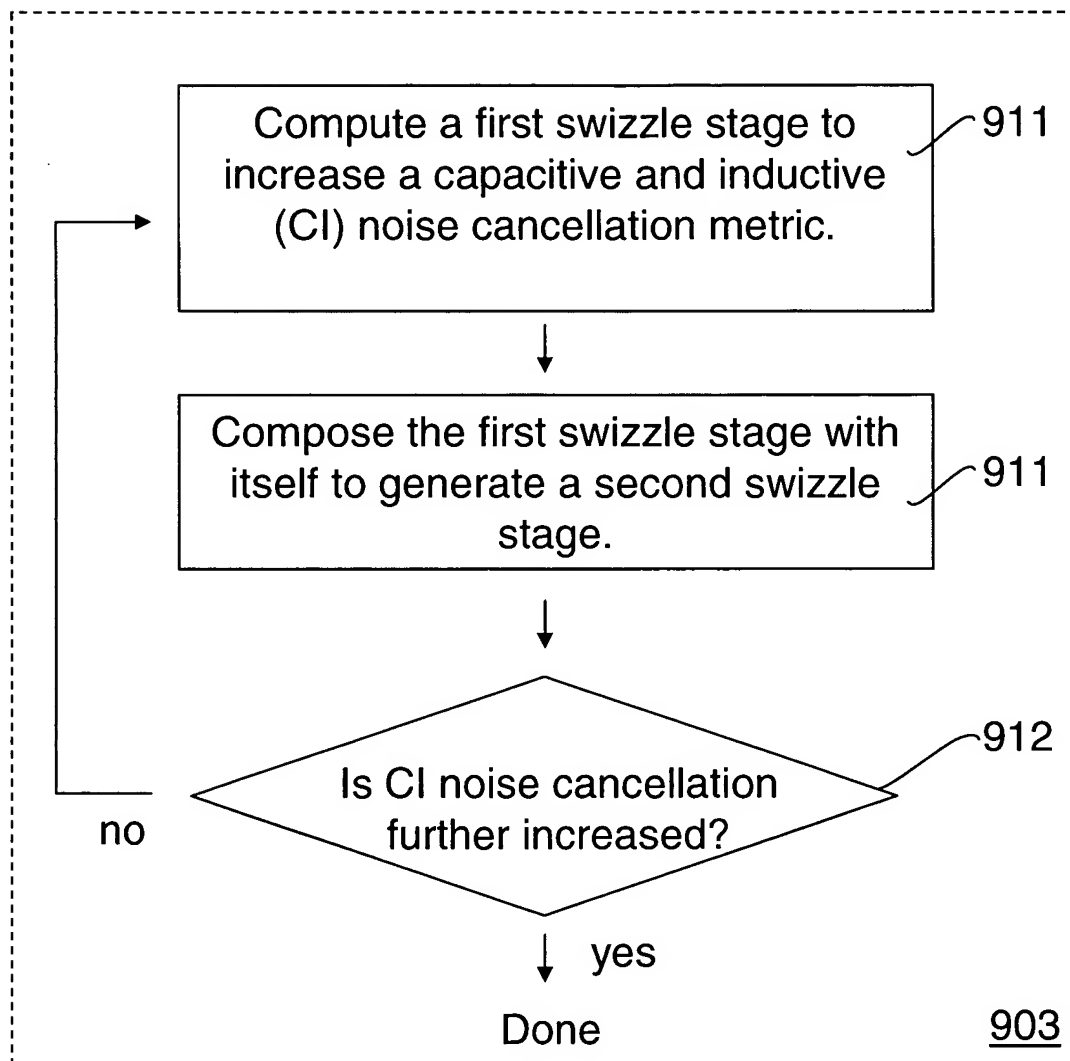 Compute a first swizzle stage to
increase a capacitive and inductive
(CI) noise cancellation metric.
911
Compose the first swizzle stage with
itself to generate a second swizzle
stage.
911
Is CI noise cancellation
further increased?
912
no
yes
Done
903